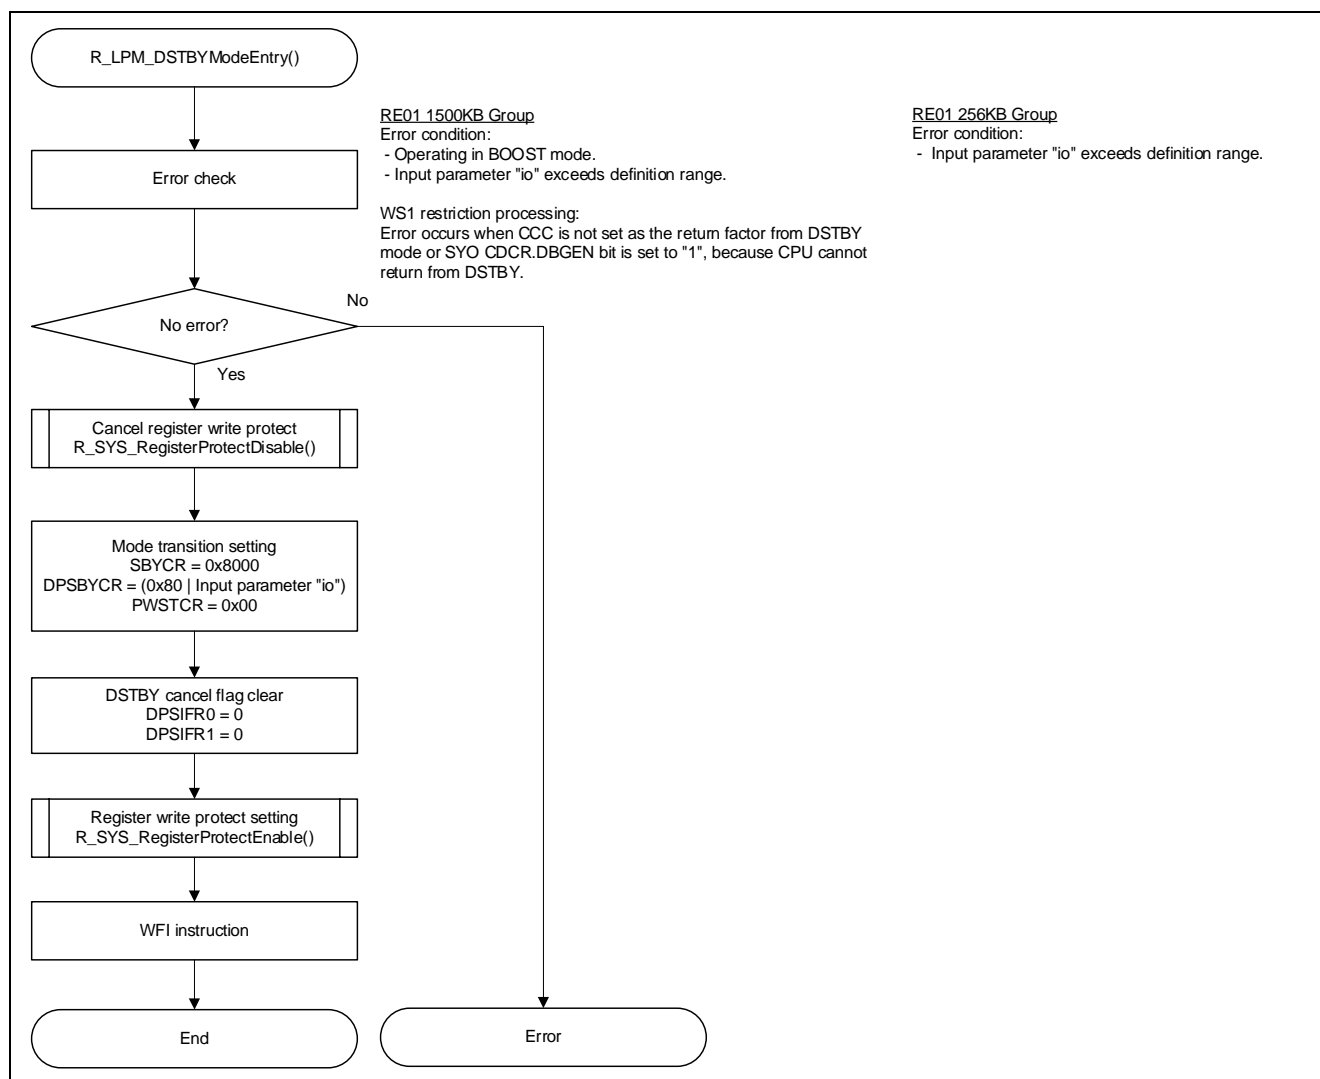 R_LPM_DSTBYModeEntry()
RE01 1500KB Group
Error condition:
- Operating in BOOST mode.
- Input parameter "io" exceeds definition range.
WS1 restriction processing:
Error occurs when CCC is not set as the return factor from DSTBY
mode or SYO CDCR.DBGEN bit is set to "1", because CPU cannot
return from DSTBY.
RE01 256KB Group
Error condition:
- Input parameter "io" exceeds definition range.
Error check
No error?
No
Yes
Cancel register write protect
R_SYS_RegisterProtectDisable()
Mode transition setting
SBYCR = 0x8000
DPSBYCR = (0x80 | Input parameter "io")
PWSTCR = 0x00
DSTBY cancel flag clear
DPSIFR0 = 0
DPSIFR1 = 0
Register write protect setting
R_SYS_RegisterProtectEnable()
WFI instruction
End
Error